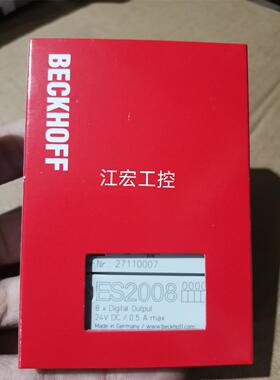 BECKHOFF
江宏工控
Nr. 27110007
ES2008
8 x Digital Output
24V DC / 0.5 A max
Made in Germany / www.beckhoff.com